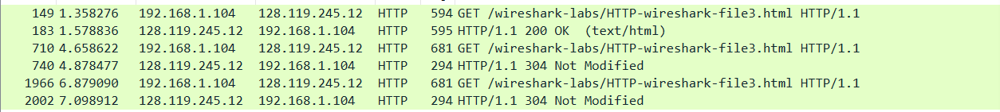 149 1.358276 192.168.1.104 128.119.245.12 HTTP 594 GET /wireshark-labs/HTTP-wireshark-file3.html HTTP/1.1
183 1.578836 128.119.245.12 192.168.1.104 HTTP 595 HTTP/1.1 200 OK (text/html)
710 4.658622 192.168.1.104 128.119.245.12 HTTP 681 GET /wireshark-labs/HTTP-wireshark-file3.html HTTP/1.1
740 4.878477 128.119.245.12 192.168.1.104 HTTP 294 HTTP/1.1 304 Not Modified
1966 6.879090 192.168.1.104 128.119.245.12 HTTP 681 GET /wireshark-labs/HTTP-wireshark-file3.html HTTP/1.1
2002 7.098912 128.119.245.12 192.168.1.104 HTTP 294 HTTP/1.1 304 Not Modified